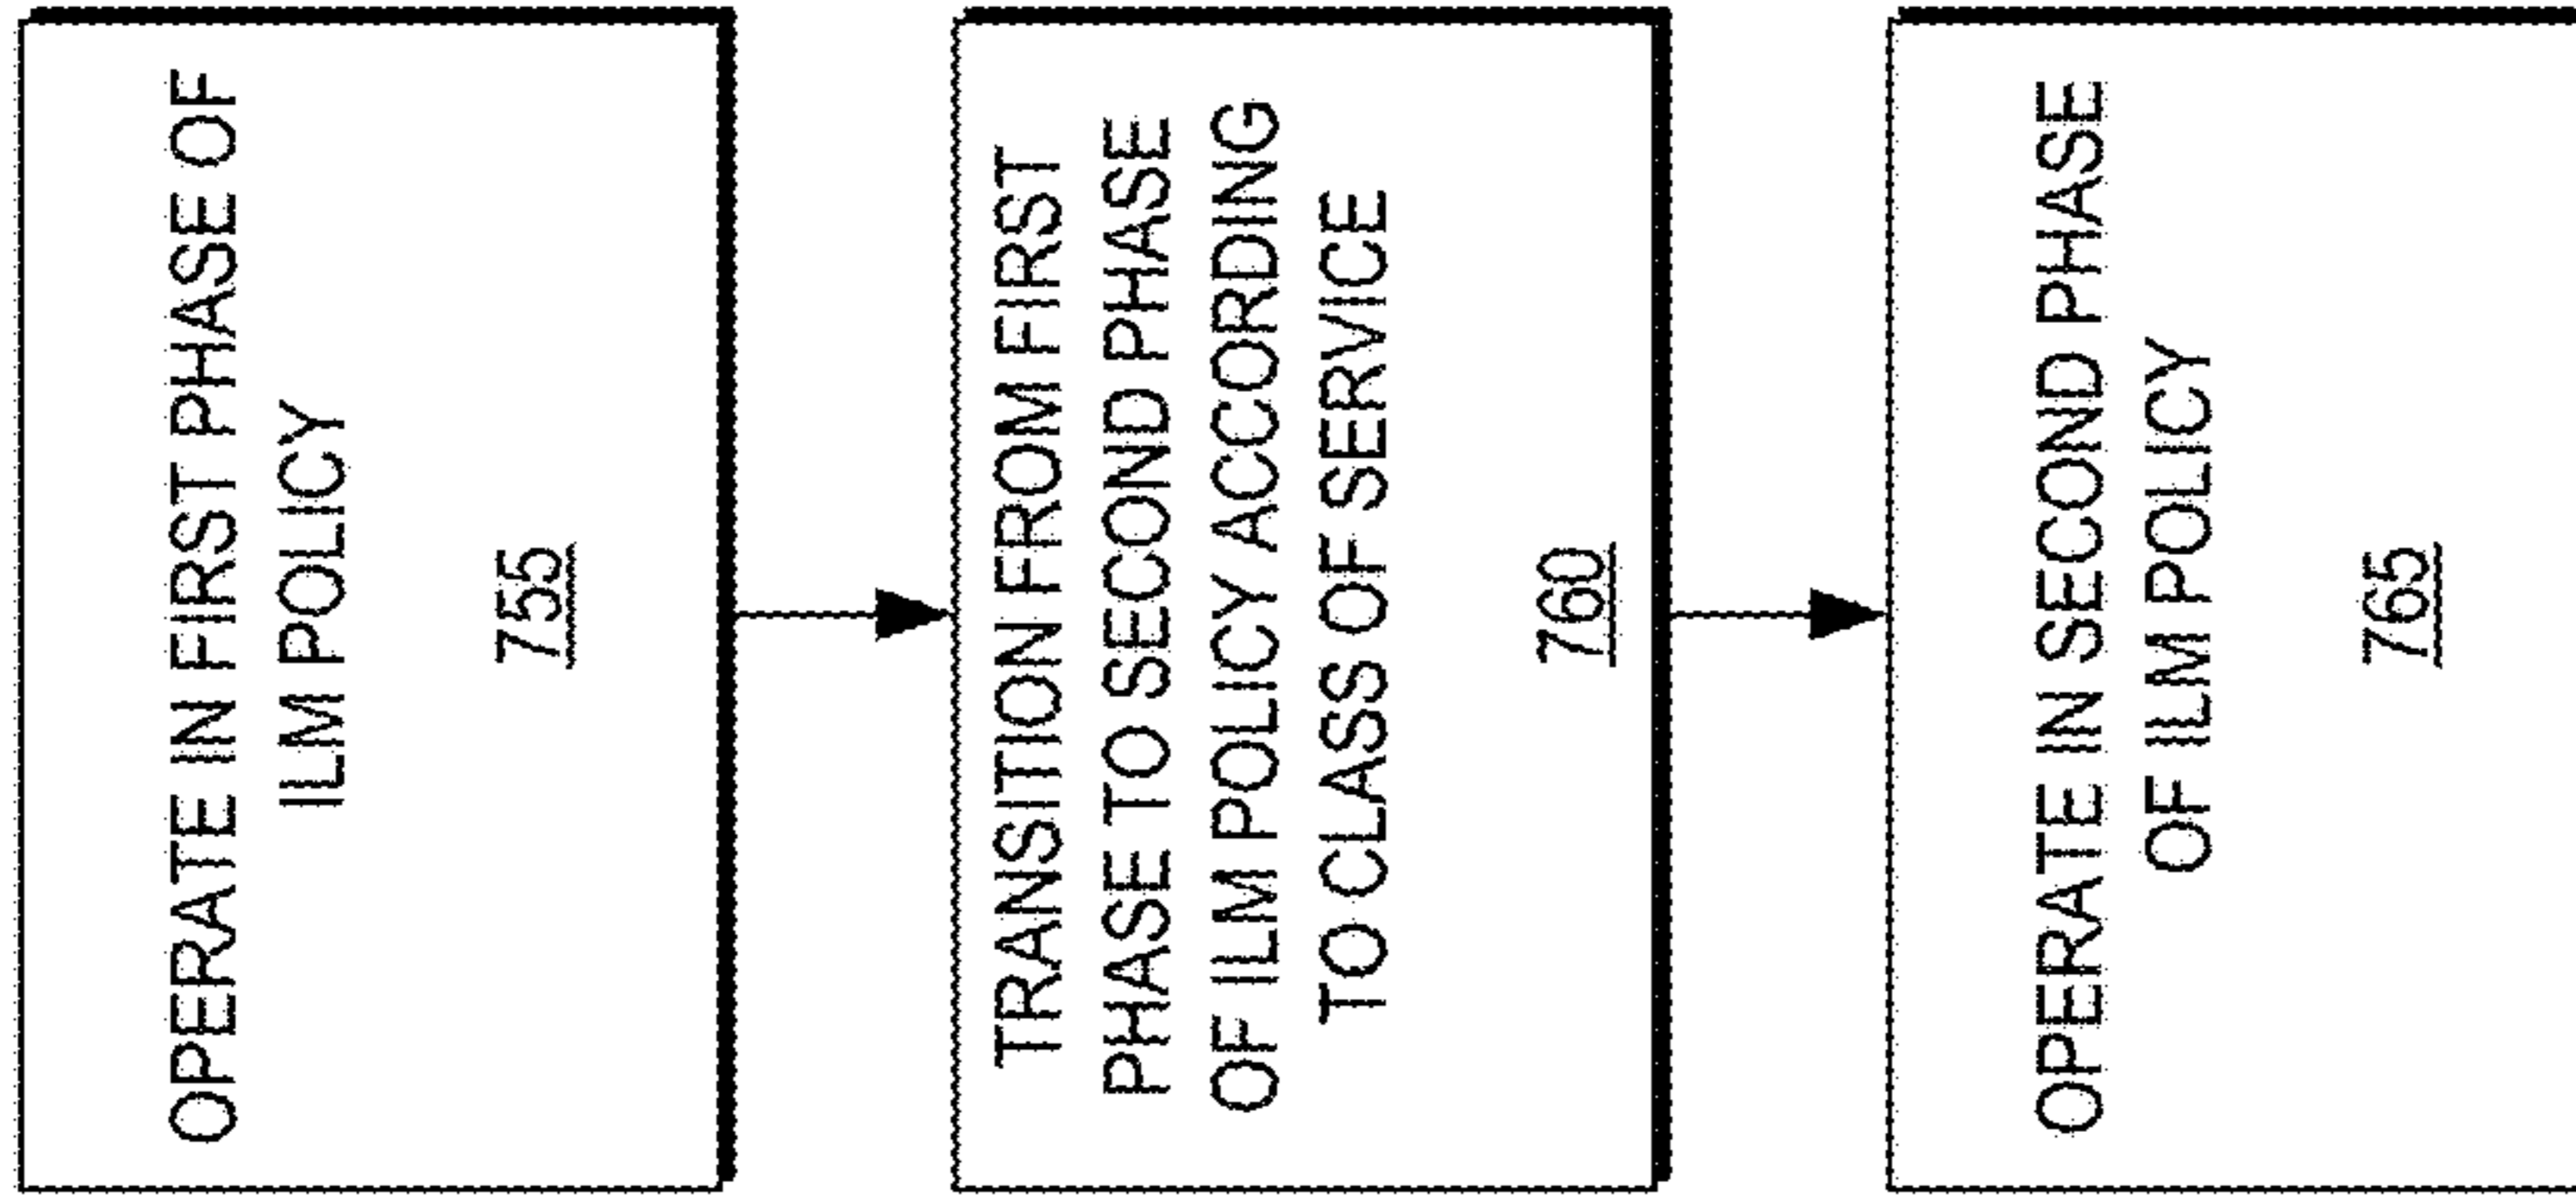 OPERATE IN FIRST PHASE OF
ILM POLICY
755
TRANSITION FROM FIRST
PHASE TO SECOND PHASE
OF ILM POLICY ACCORDING
TO CLASS OF SERVICE
760
OPERATE IN SECOND PHASE
OF ILM POLICY
765